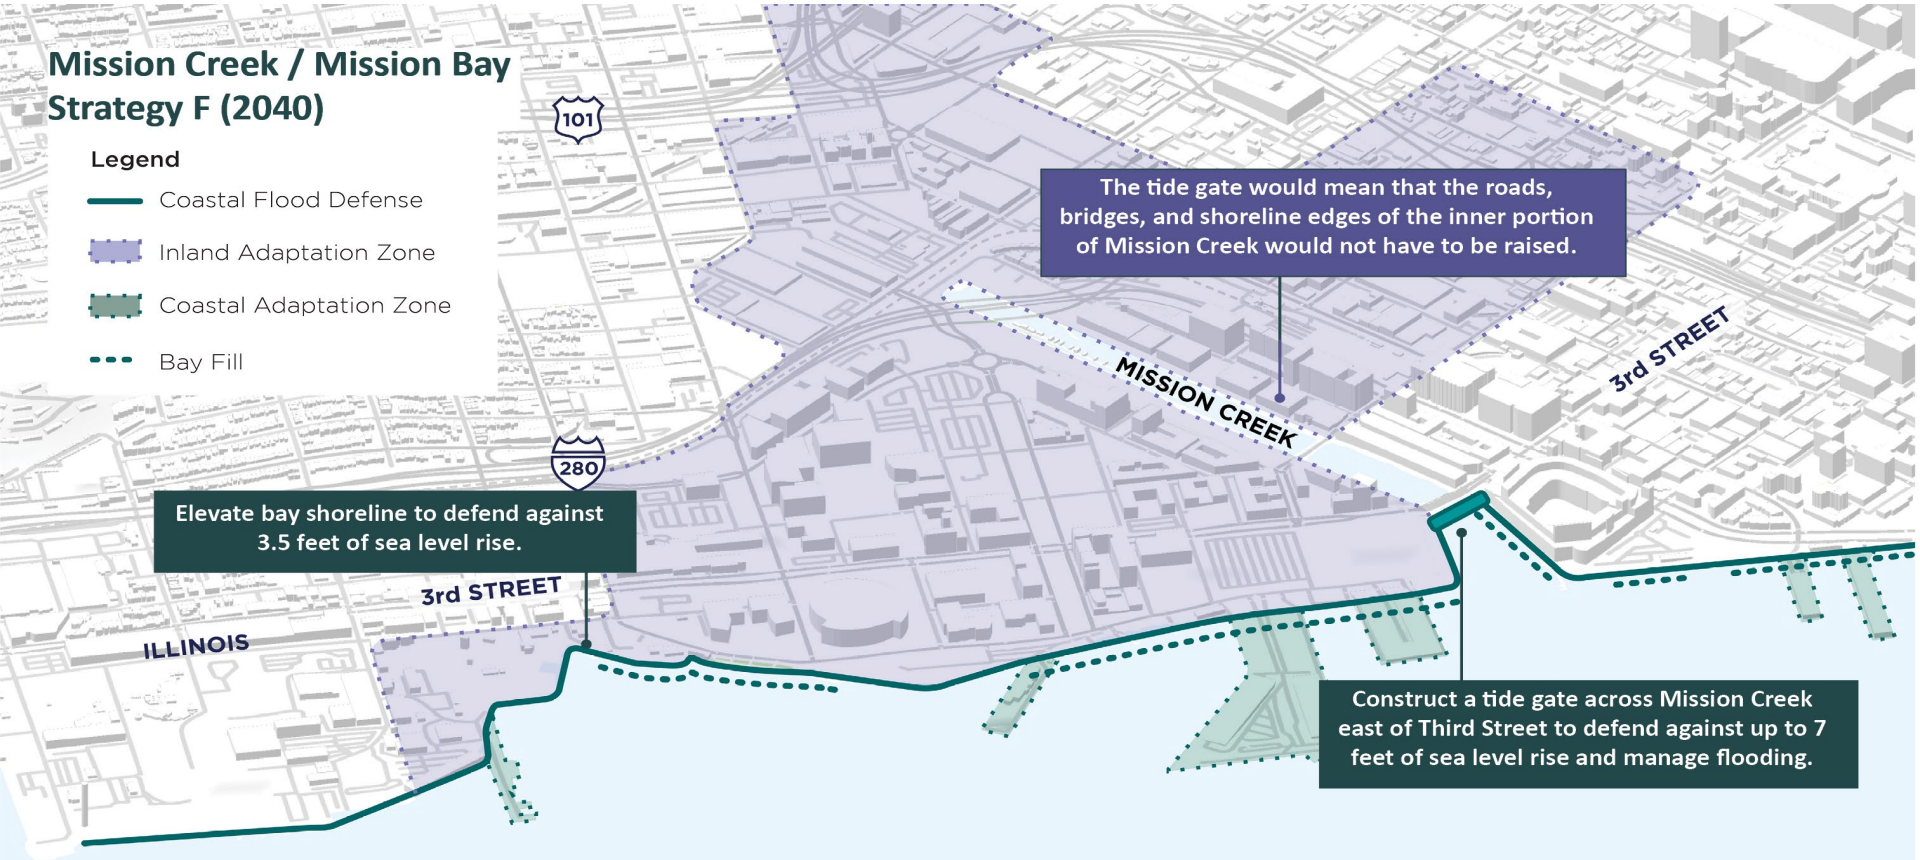 Mission Creek / Mission Bay
Strategy F (2040)
Legend
Coastal Flood Defense
Inland Adaptation Zone
Coastal Adaptation Zone
Bay Fill
101
The tide gate would mean that the roads,
bridges, and shoreline edges of the inner portion
of Mission Creek would not have to be raised.
3rd STREET
MISSION CREEK
280
Elevate bay shoreline to defend against
3.5 feet of sea level rise.
3rd STREET
ILLINOIS
Construct a tide gate across Mission Creek
east of Third Street to defend against up to 7
feet of sea level rise and manage flooding.